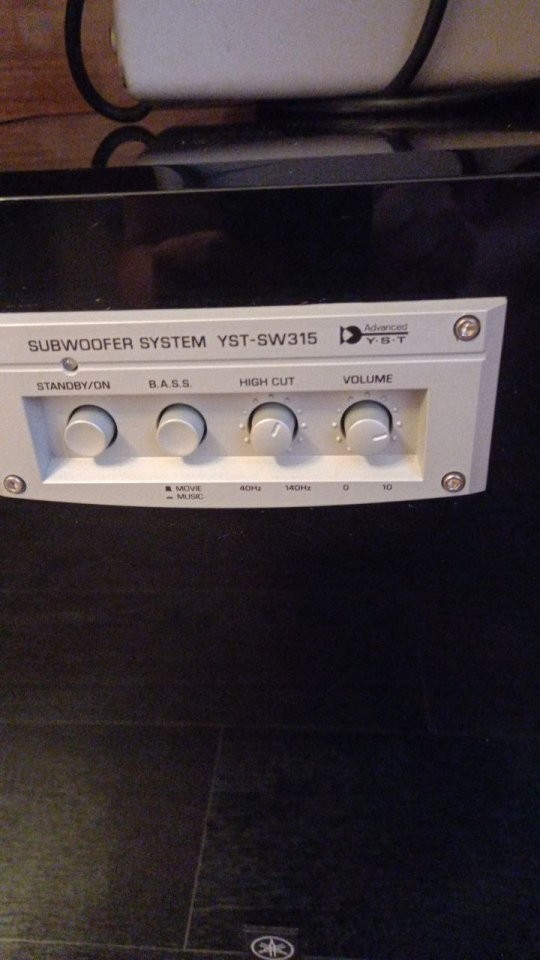 SUBWOOFER SYSTEM YST-SW315
Advanced
Y·S·T
STANDBY/ON B.A.S.S. HIGH CUT VOLUME
MOVIE
MUSIC
40Hz 140Hz 0 10